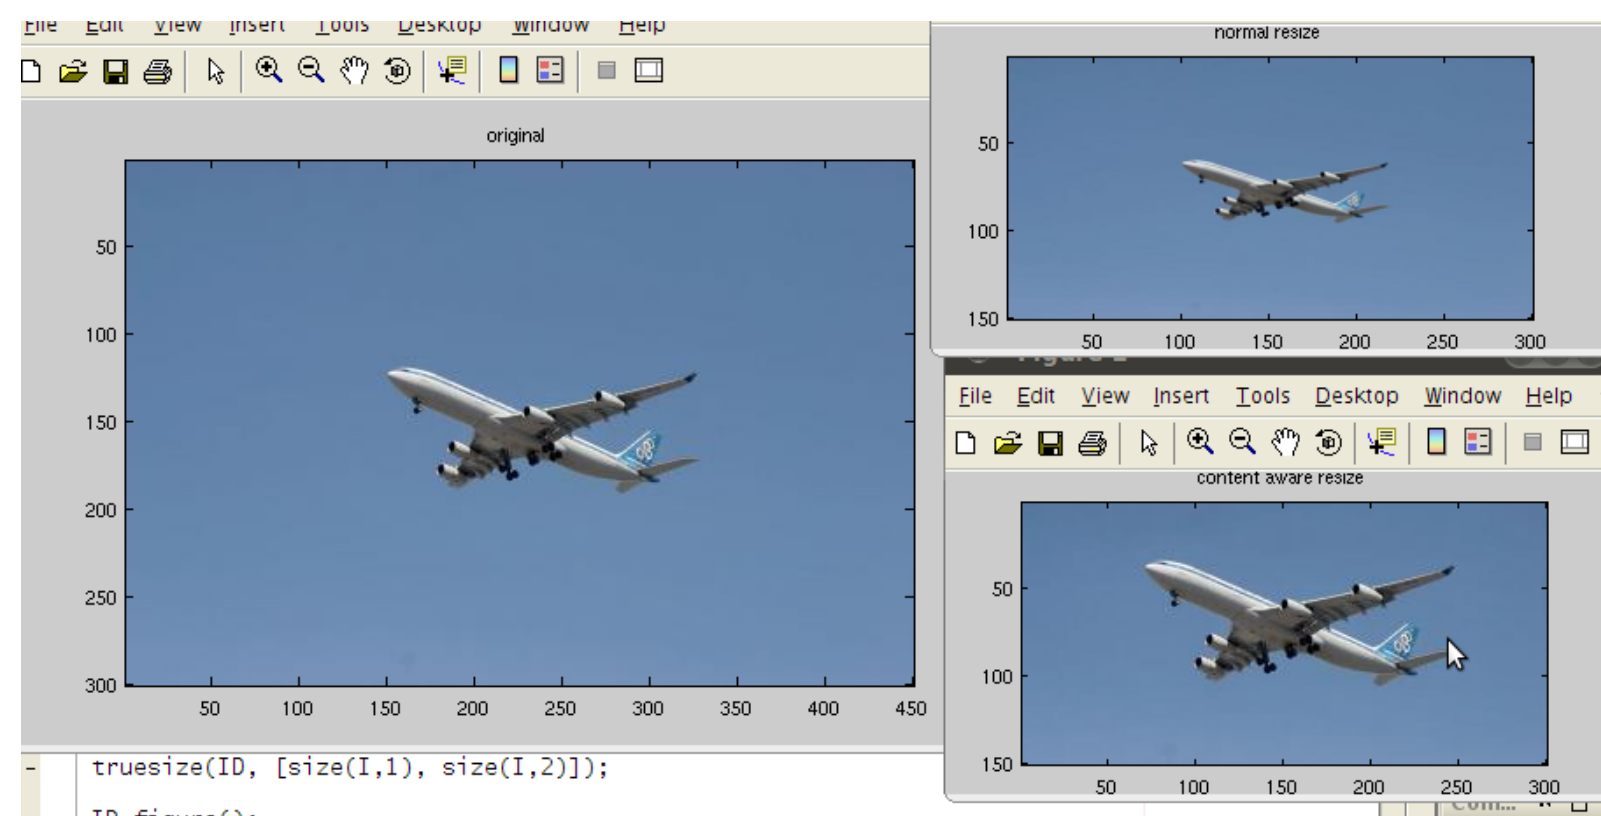 File Edit View Insert Tools Desktop Window Help
original
50
100
150
200
250
300
50 100 150 200 250 300 350 400 450
truesize(ID, [size(I,1), size(I,2)]);
ID figure();
normal resize
50
100
150
50 100 150 200 250 300
File Edit View Insert Tools Desktop Window Help
content aware resize
50
100
150
50 100 150 200 250 300
Com...